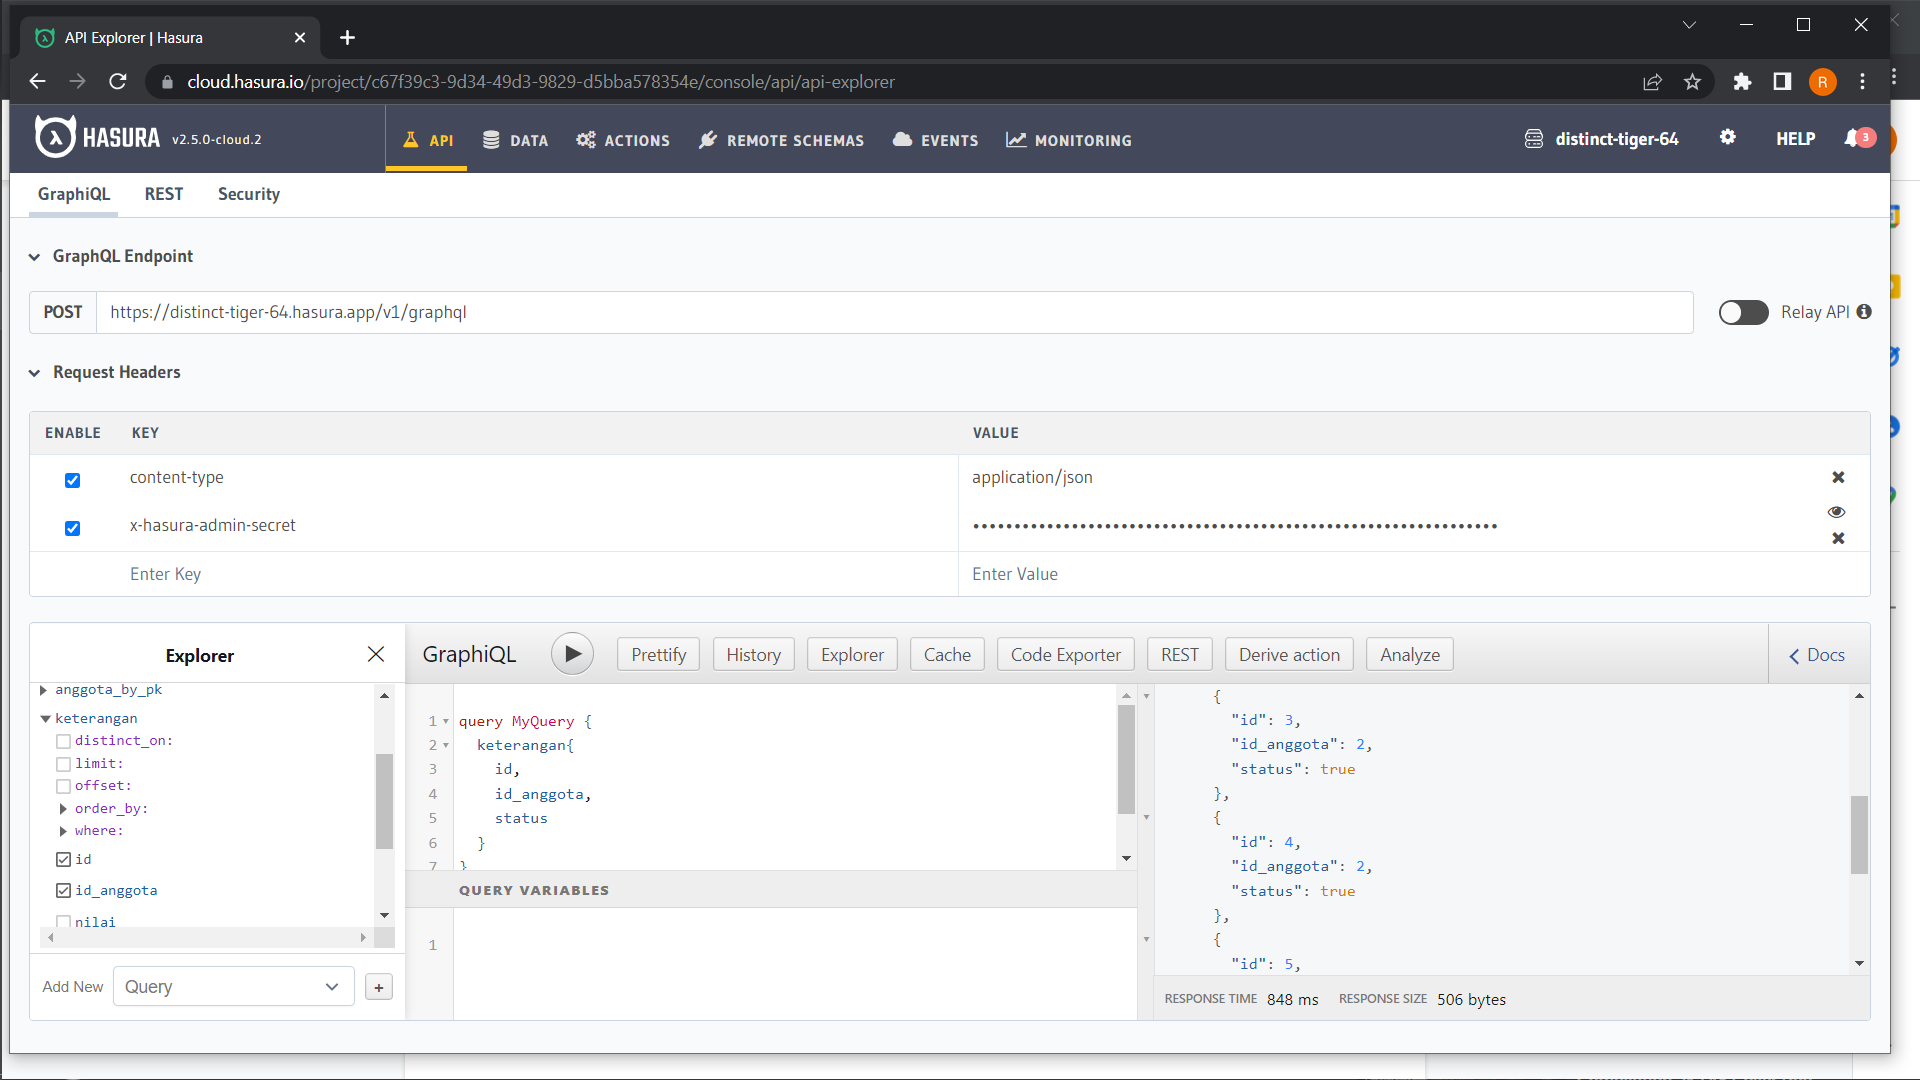 API Explorer | Hasura
cloud.hasura.io/project/c67f39c3-9d34-49d3-9829-d5bba578354e/console/api/api-explorer
R
HASURA v2.5.0-cloud.2
API DATA ACTIONS REMOTE SCHEMAS EVENTS MONITORING
distinct-tiger-64 HELP 3
GraphiQL REST Security
GraphQL Endpoint
POST https://distinct-tiger-64.hasura.app/v1/graphql
Relay API
Request Headers
ENABLE KEY VALUE
content-type application/json
x-hasura-admin-secret ••••••••••••••••••••••••••••••••••••••••••••••••••••••••••••••••
Enter Key Enter Value
Explorer
GraphiQL Prettify History Explorer Cache Code Exporter REST Derive action Analyze Docs
anggota_by_pk
keterangan
distinct_on:
limit:
offset:
order_by:
where:
id
id_anggota
nilai
Add New Query +
1 query MyQuery {
2 keterangan{
3 id,
4 id_anggota,
5 status
6 }
7 }
QUERY VARIABLES
1
{
"id": 3,
"id_anggota": 2,
"status": true
},
{
"id": 4,
"id_anggota": 2,
"status": true
},
{
"id": 5,
RESPONSE TIME 848 ms RESPONSE SIZE 506 bytes